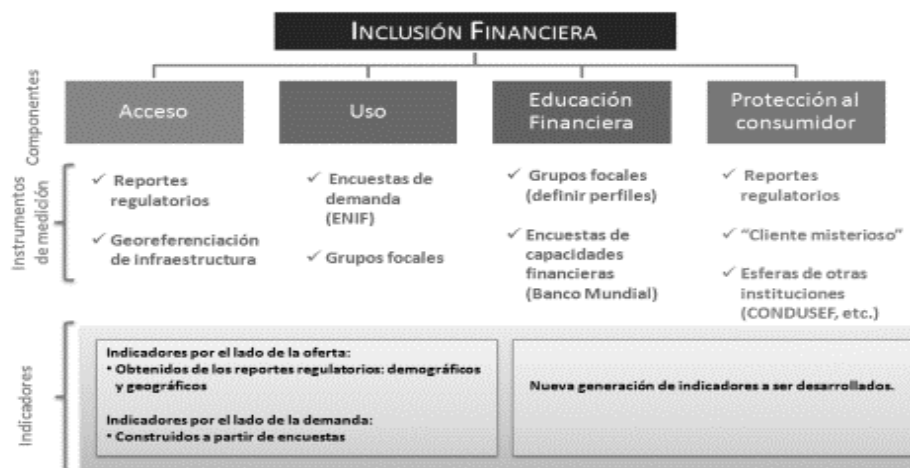 INCLUSIÓN FINANCIERA
Componentes
Acceso
Uso
Educación
Financiera
Protección al
consumidor
Instrumentos
de medición
✓ Reportes
regulatorios
✓ Georeferenciación
de infraestructura
✓ Encuestas de
demanda
(ENIF)
✓ Grupos focales
✓ Grupos focales
(definir perfiles)
✓ Encuestas de
capacidades
financieras
(Banco Mundial)
✓ Reportes
regulatorios
✓ “Cliente misterioso”
✓ Esferas de otras
instituciones
(CONDUSEF, etc.)
Indicadores
Indicadores por el lado de la oferta:
• Obtenidos de los reportes regulatorios: demográficos
y geográficos
Indicadores por el lado de la demanda:
• Construidos a partir de encuestas
Nueva generación de indicadores a ser desarrollados.